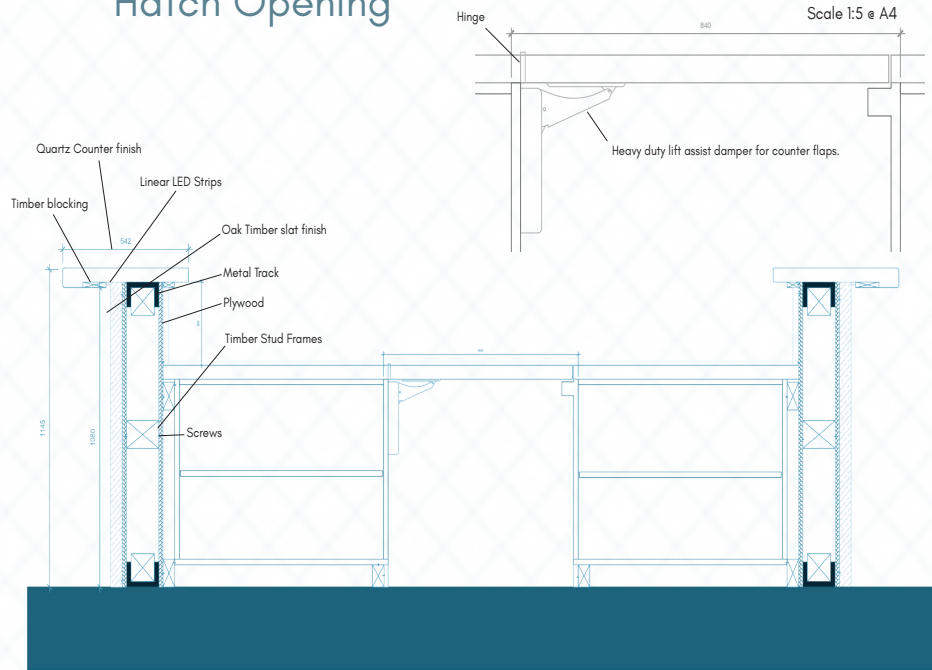 Hatch Opening
Hinge
Scale 1:5 @ A4
840
Heavy duty lift assist damper for counter flaps.
Quartz Counter finish
Linear LED Strips
Timber blocking
Oak Timber slat finish
542
Metal Track
Plywood
Timber Stud Frames
Screws
1145
1080